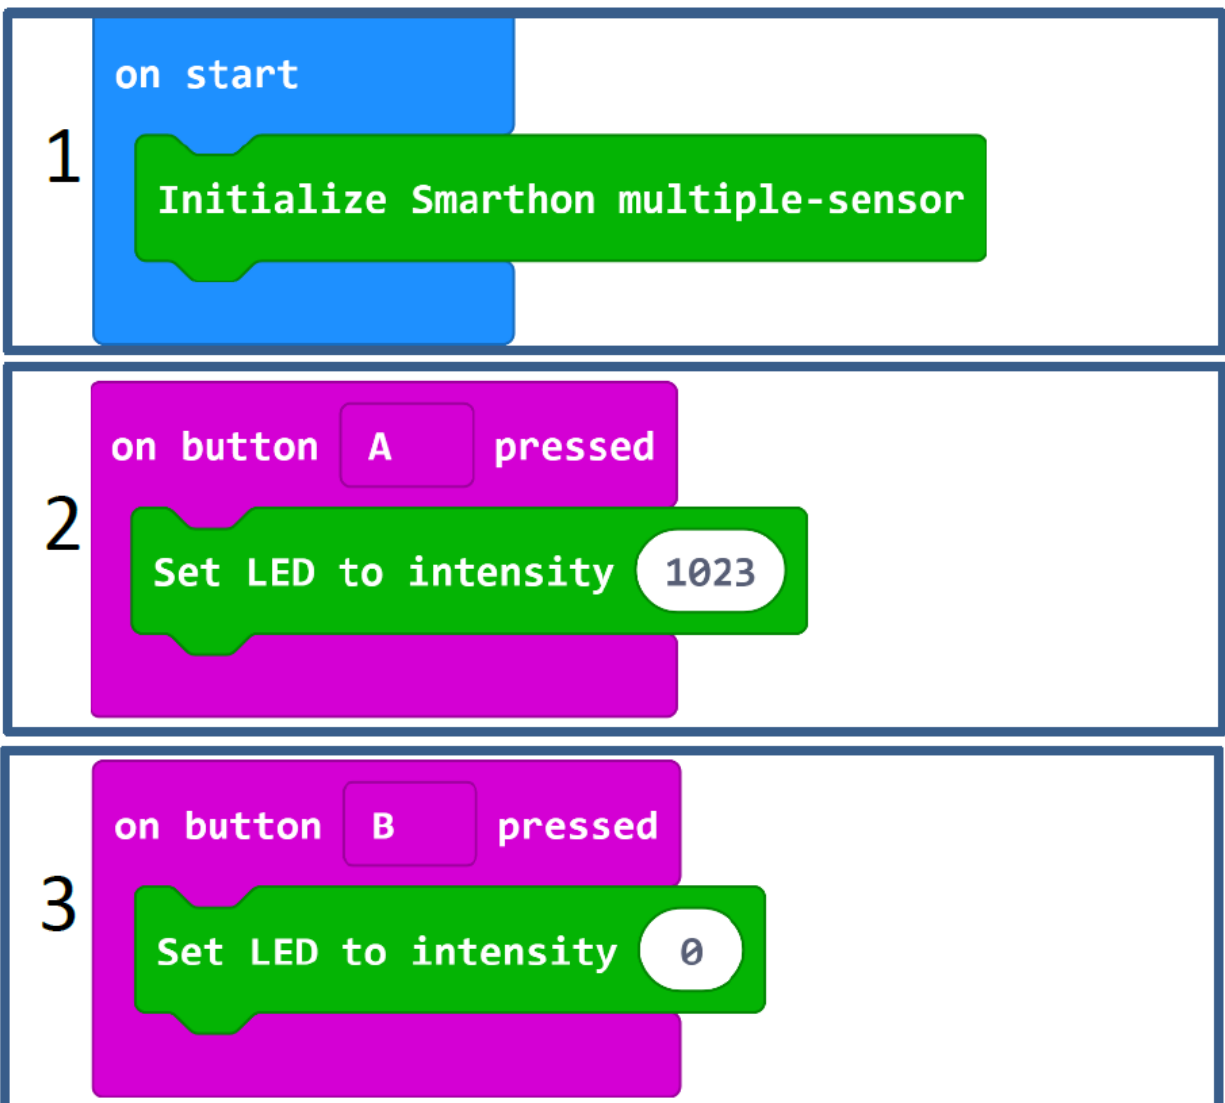 1
on start
Initialize Smarthon multiple-sensor
2
on button A pressed
Set LED to intensity 1023
3
on button B pressed
Set LED to intensity 0